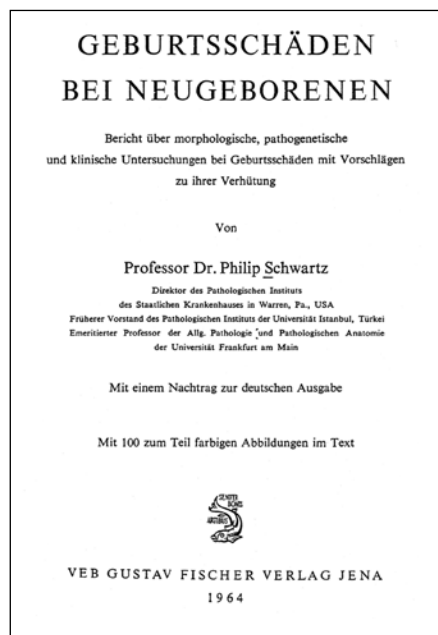 GEBURTSSCHÄDEN
BEI NEUGEBORENEN
Bericht über morphologische, pathogenetische
und klinische Untersuchungen bei Geburtsschäden mit Vorschlägen
zu ihrer Verhütung
Von
Professor Dr. Philip Schwartz
Direktor des Pathologischen Instituts
des Staatlichen Krankenhauses in Warren, Pa., USA
Früherer Vorstand des Pathologischen Instituts der Universität Istanbul, Türkei
Emeritierter Professor der Allg. Pathologie und Pathologischen Anatomie
der Universität Frankfurt am Main
Mit einem Nachtrag zur deutschen Ausgabe
Mit 100 zum Teil farbigen Abbildungen im Text
VEB GUSTAV FISCHER VERLAG JENA
1964